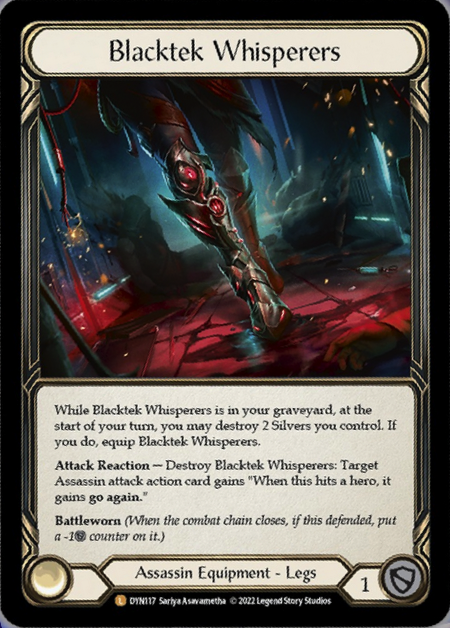 Blacktek Whisperers
While Blacktek Whisperers is in your graveyard, at the
start of your turn, you may destroy 2 Silvers you control. If
you do, equip Blacktek Whisperers.
Attack Reaction — Destroy Blacktek Whisperers: Target
Assassin attack action card gains "When this hits a hero, it
gains go again."
Battleworn (When the combat chain closes, if this defended, put
a -1 counter on it.)
Assassin Equipment - Legs
1
L DYN117 Sariya Asavametha © 2022 Legend Story Studios